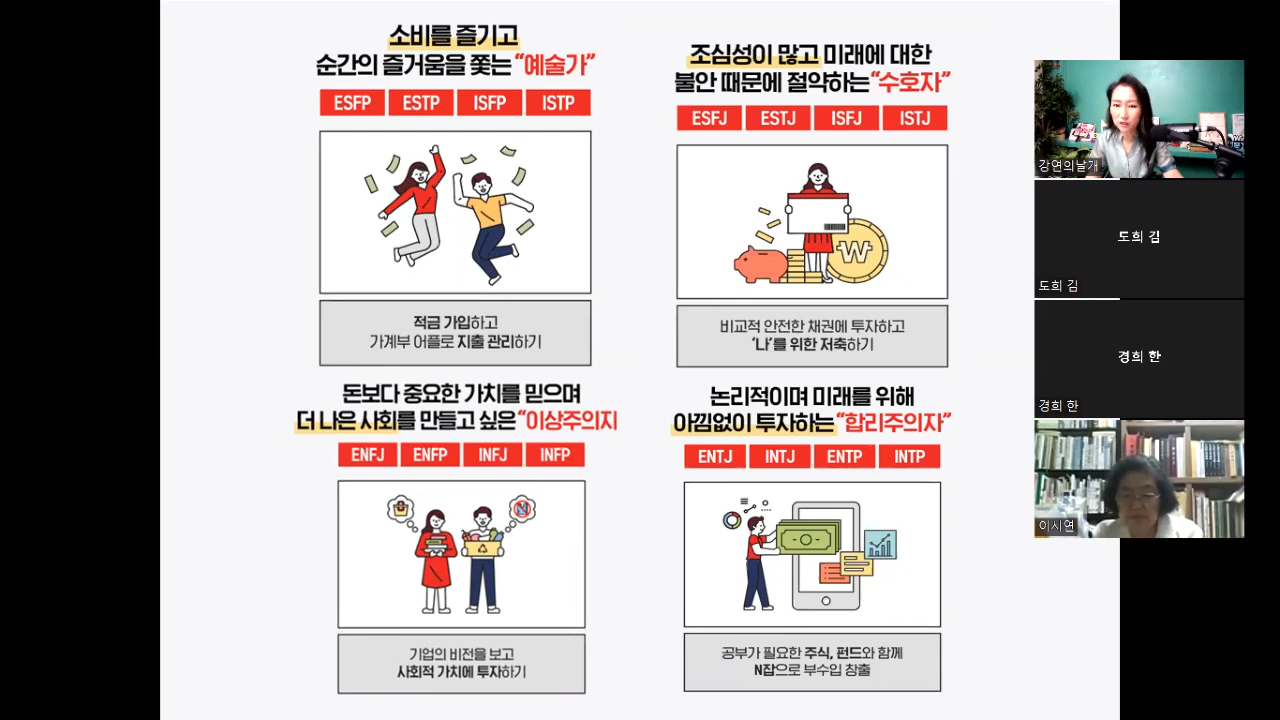 소비를 즐기고
순간의 즐거움을 쫓는 “예술가”
ESFP ESTP ISFP ISTP
적금 가입하고
가계부 어플로 지출 관리하기
조심성이 많고 미래에 대한
불안 때문에 절약하는“수호자”
ESFJ ESTJ ISFJ ISTJ
₩
비교적 안전한 채권에 투자하고
‘나’를 위한 저축하기
돈보다 중요한 가치를 믿으며
더 나은 사회를 만들고 싶은“이상주의지
ENFJ ENFP INFJ INFP
기업의 비전을 보고
사회적 가치에 투자하기
논리적이며 미래를 위해
아낌없이 투자하는“합리주의자”
ENTJ INTJ ENTP INTP
공부가 필요한 주식, 펀드와 함께
N잡으로 부수입 창출
강연의날개
도희 김
도희 김
경희 한
경희 한
이시연